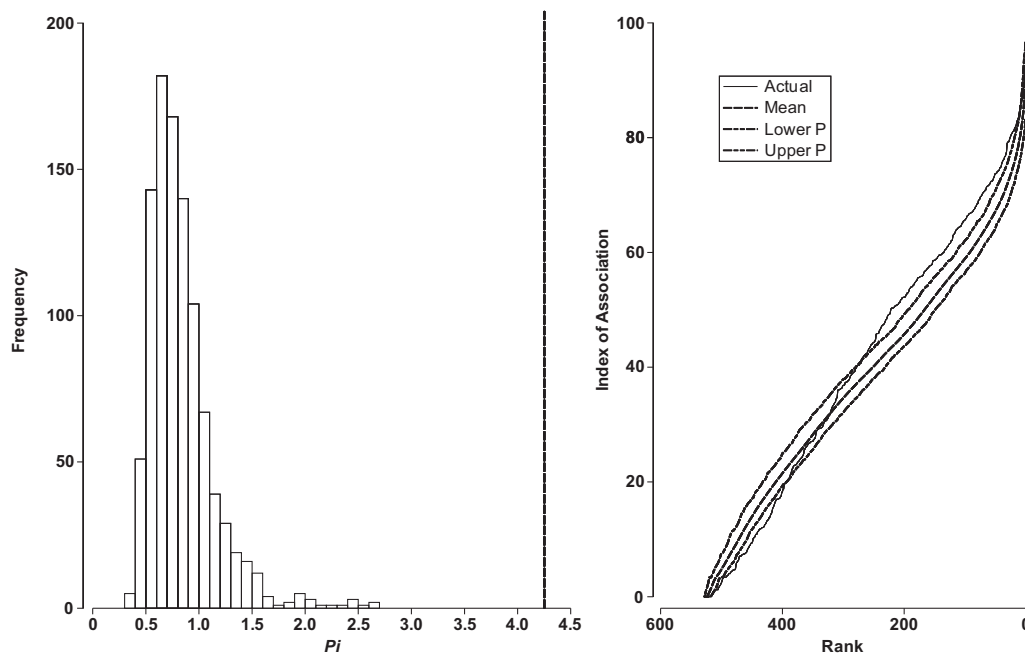 200
150
100
50
0
Frequency
0 0.5 1.0 1.5 2.0 2.5 3.0 3.5 4.0 4.5
Pi
100
80
60
40
20
0
Index of Association
Actual
Mean
Lower P
Upper P
600 400 200 0
Rank